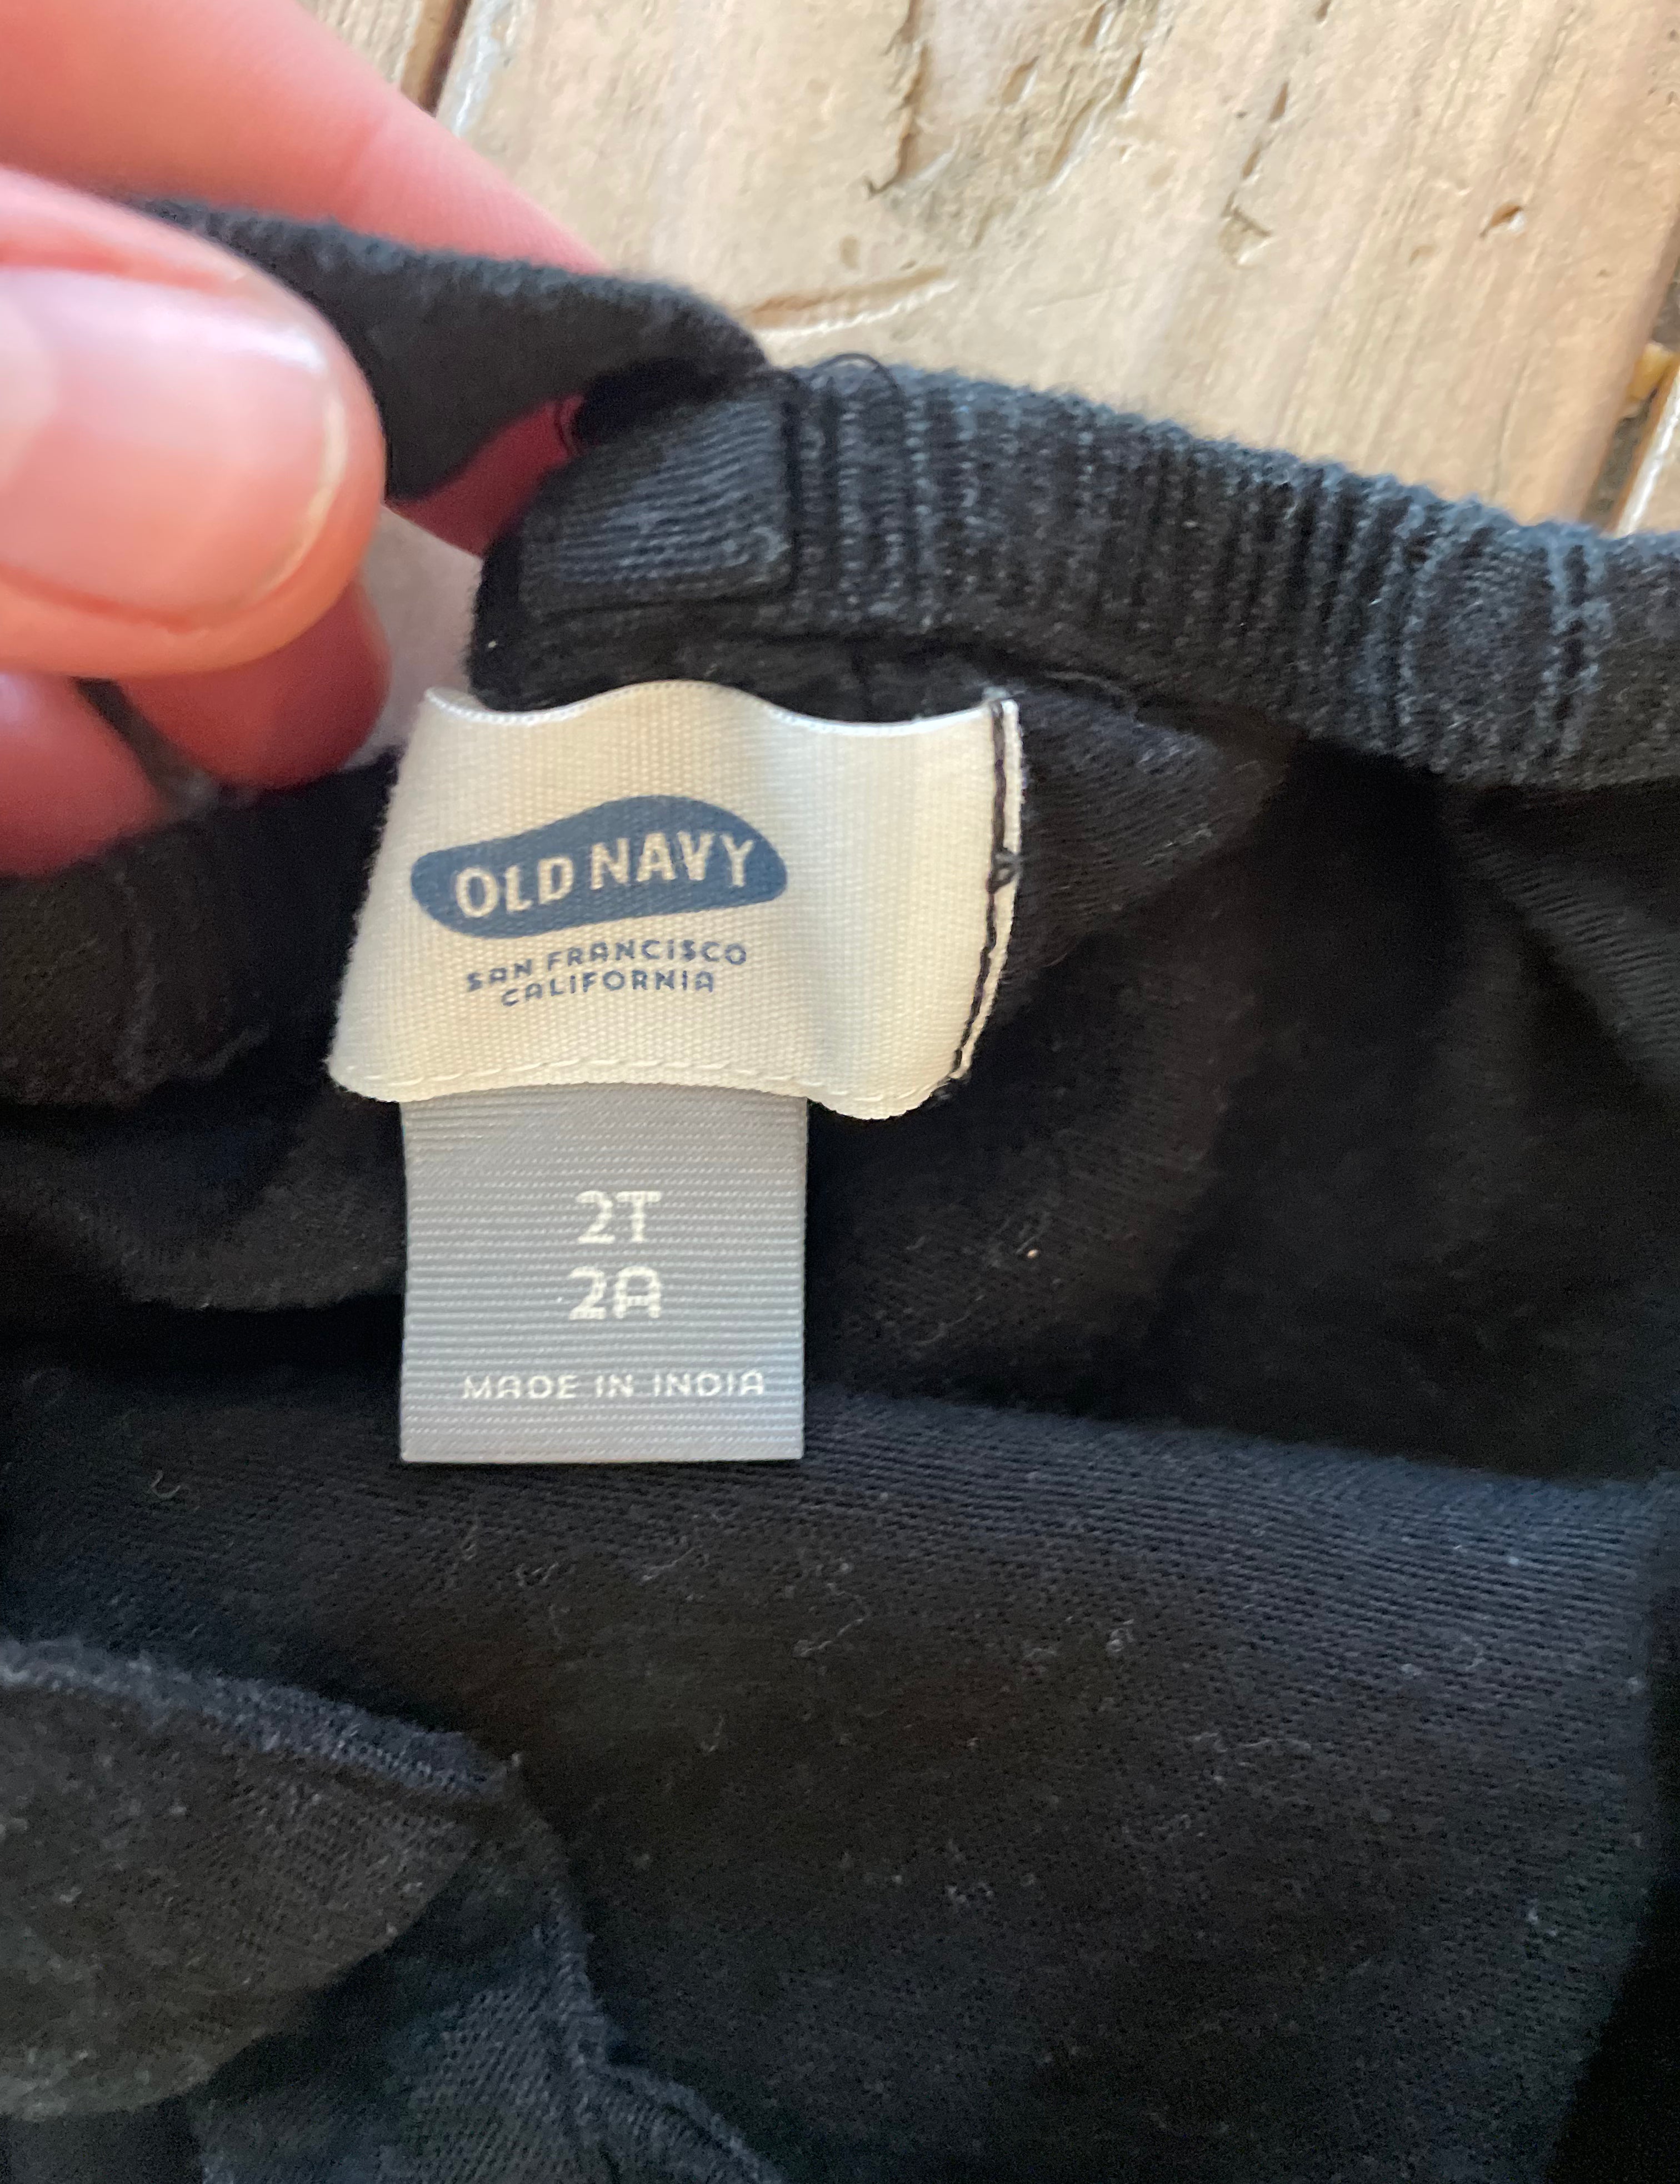 OLD NAVY
SAN FRANCISCO
CALIFORNIA
2T
2A
MADE IN INDIA